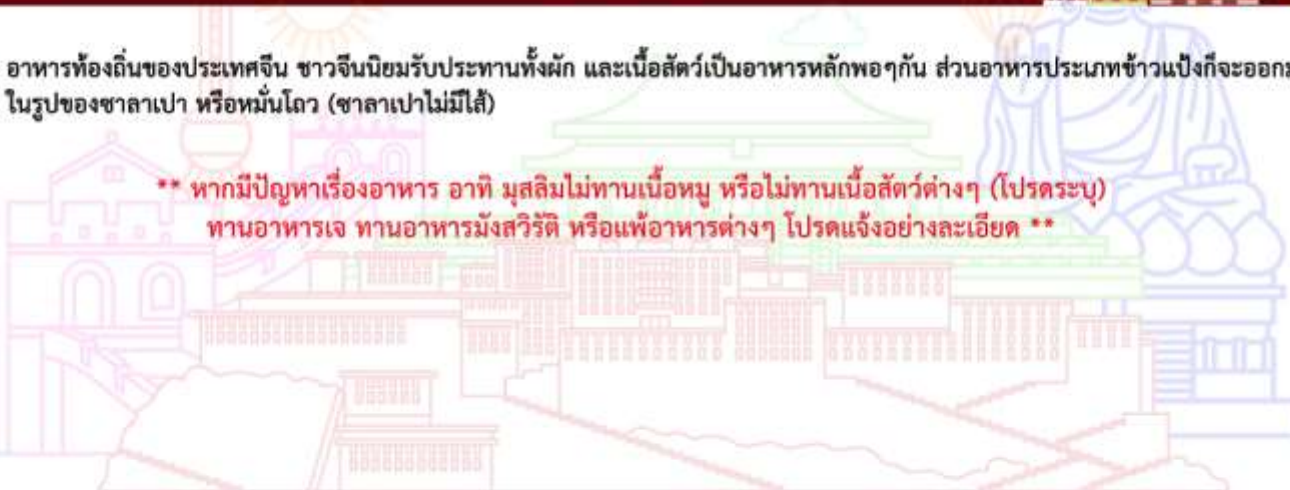 อาหารท้องถิ่นของประเทศจีน ชาวจีนนิยมรับประทานทั้งผัก และเนื้อสัตว์เป็นอาหารหลักพอๆกัน ส่วนอาหารประเภทข้าวแป้งก็จะออกม
ในรูปของซาลาเปา หรือหมั่นโถว (ซาลาเปาไม่มีไส้)
** หากมีปัญหาเรื่องอาหาร อาทิ มุสลิมไม่ทานเนื้อหมู หรือไม่ทานเนื้อสัตว์ต่างๆ (โปรดระบุ)
ทานอาหารเจ ทานอาหารมังสวิรัติ หรือแพ้อาหารต่างๆ โปรดแจ้งอย่างละเอียด **